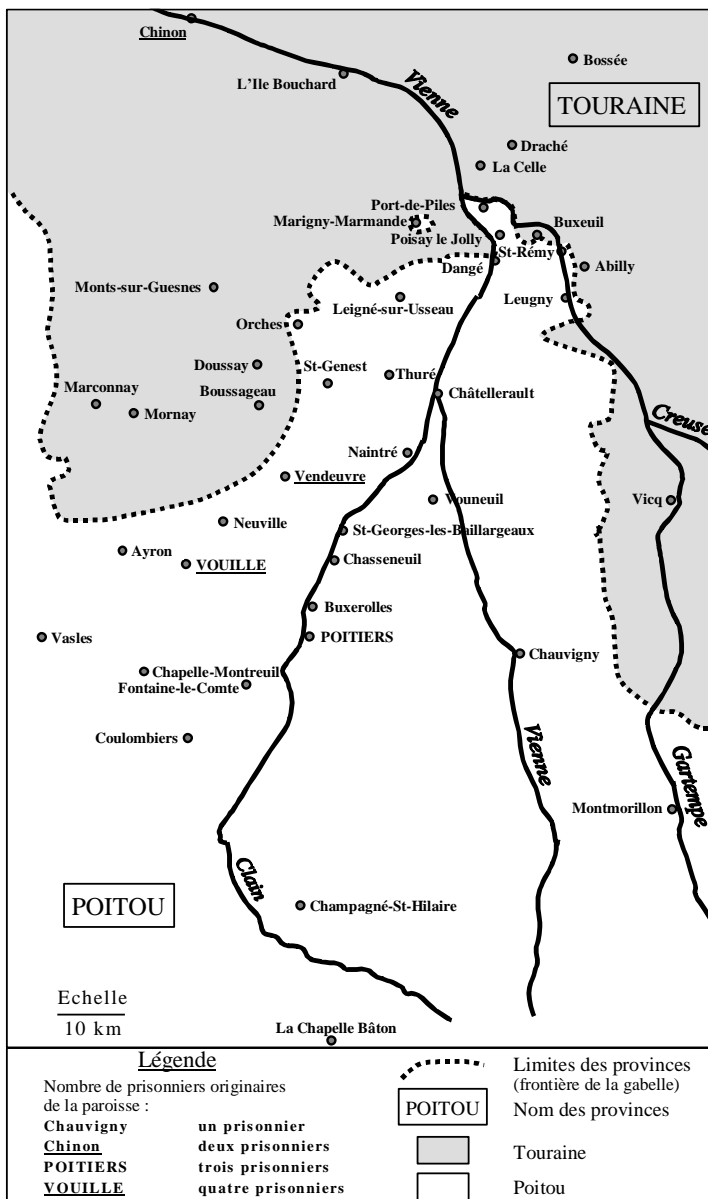 Chinon
Bossée
L'Ile Bouchard
Vienne
TOURAINE
Draché
La Celle
Port-de-Piles
Marigny-Marmande
Buxeuil
Poisay le Jolly
St-Rémy
Dangé
Abilly
Monts-sur-Guesnes
Leigné-sur-Usseau
Leugny
Orches
Doussay
St-Genest
Thuré
Marconnay
Boussageau
Châtellerault
Mornay
Creuse
Naintré
Vendeuvre
Vouneuil
Vicq
Neuville
St-Georges-les-Baillargeaux
Ayron
VOUILLE
Chasseneuil
Buxerolles
Vasles
POITIERS
Chauvigny
Chapelle-Montreuil
Fontaine-le-Comte
Coulombiers
Vienne
Gartempe
Montmorillon
Clain
POITOU
Champagné-St-Hilaire
Echelle
10 km
La Chapelle Bâton
Légende
Nombre de prisonniers originaires
de la paroisse :
Chauvigny un prisonnier
Chinon deux prisonniers
POITIERS trois prisonniers
VOUILLE quatre prisonniers
Limites des provinces
(frontière de la gabelle)
POITOU Nom des provinces
Touraine
Poitou